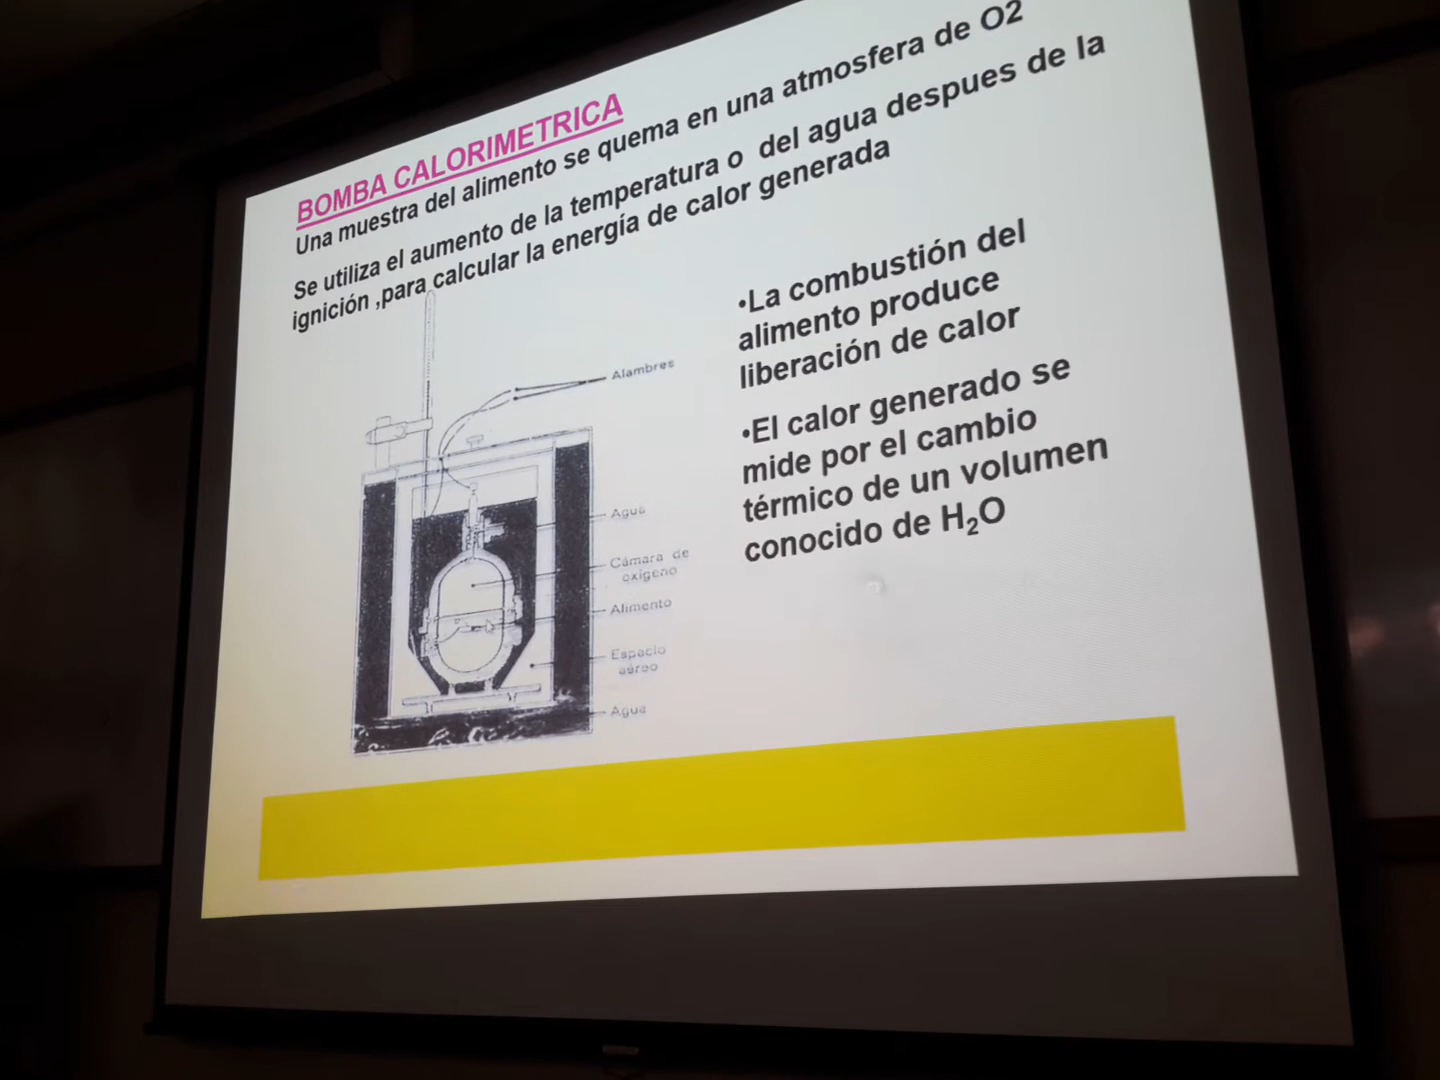 BOMBA CALORIMETRICA
Una muestra del alimento se quema en una atmosfera de O2
Se utiliza el aumento de la temperatura o del agua despues de la
ignición ,para calcular la energía de calor generada
•La combustión del
alimento produce
liberación de calor
•El calor generado se
mide por el cambio
térmico de un volumen
conocido de H₂O
Alambres
Agua
Cámara de
oxígeno
Alimento
Espacio
aéreo
Agua